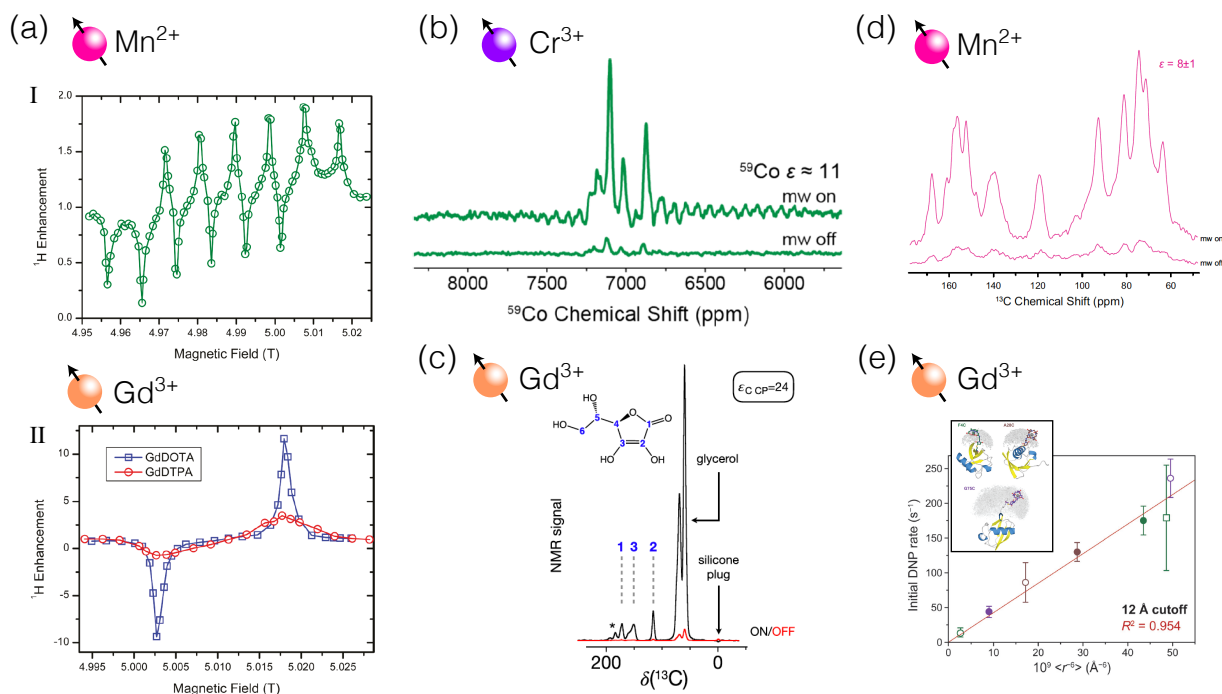 (a)
Mn2+
I
2.0
1.5
1.0
0.5
0.0
4.95 4.96 4.97 4.98 4.99 5.00 5.01 5.02
Magnetic Field (T)
1H Enhancement
Gd3+
II
GdDOTA
GdDTPA
10
5
0
-5
-10
4.995 5.000 5.005 5.010 5.015 5.020 5.025
Magnetic Field (T)
1H Enhancement
(b)
Cr3+
59Co ε ≈ 11
mw on
mw off
8000 7500 7000 6500 6000
59Co Chemical Shift (ppm)
(c)
Gd3+
εC CP=24
HO
5
4
O
O
6
HO
3
2
1
HO
OH
glycerol
silicone
plug
1 3 2
*
ON/OFF
NMR signal
200 0
δ(13C)
(d)
Mn2+
ε = 8±1
mw on
mw off
160 140 120 100 80 60
13C Chemical Shift (ppm)
(e)
Gd3+
F4C
A28C
G75C
250
200
150
100
50
0
Initial DNP rate (s−1)
12 Å cutoff
R2 = 0.954
0 10 20 30 40 50
109 <r-6> (Å−6)